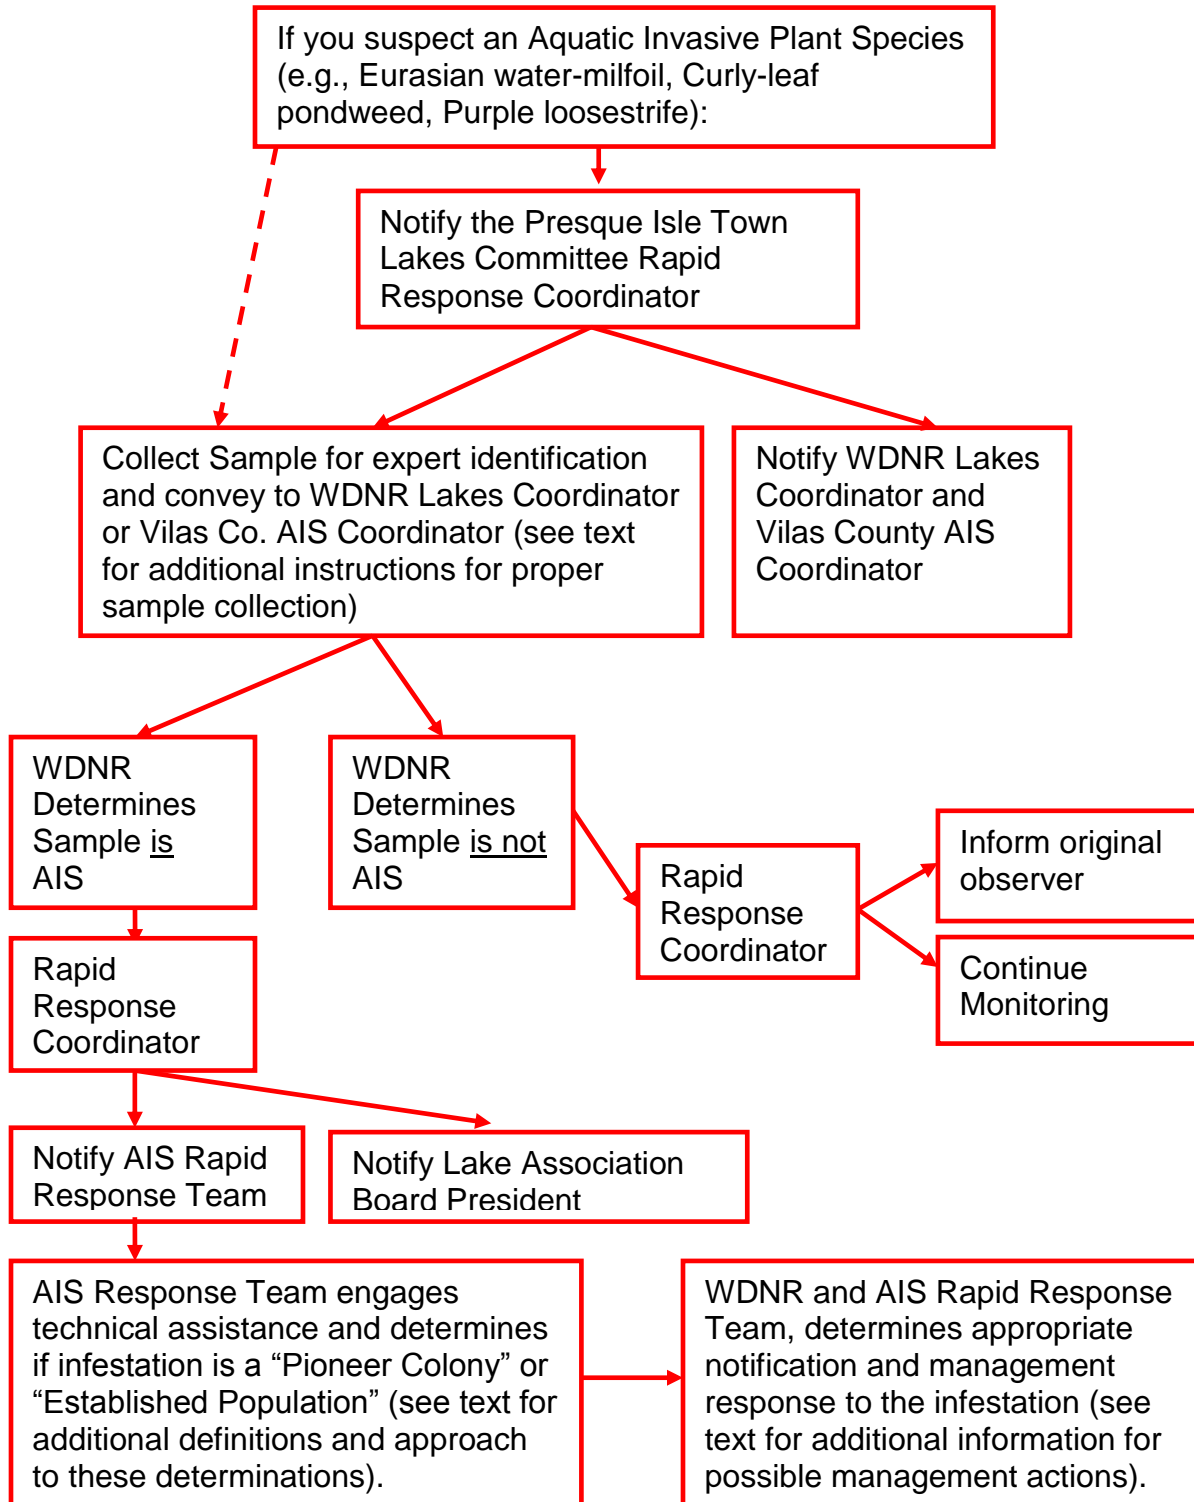 If you suspect an Aquatic Invasive Plant Species
(e.g., Eurasian water-milfoil, Curly-leaf
pondweed, Purple loosestrife):
Notify the Presque Isle Town
Lakes Committee Rapid
Response Coordinator
Collect Sample for expert identification
and convey to WDNR Lakes Coordinator
or Vilas Co. AIS Coordinator (see text
for additional instructions for proper
sample collection)
Notify WDNR Lakes
Coordinator and
Vilas County AIS
Coordinator
WDNR
Determines
Sample is
AIS
WDNR
Determines
Sample is not
AIS
Rapid
Response
Coordinator
Inform original
observer
Continue
Monitoring
Rapid
Response
Coordinator
Notify AIS Rapid
Response Team
Notify Lake Association
Board President
AIS Response Team engages
technical assistance and determines
if infestation is a “Pioneer Colony” or
“Established Population” (see text for
additional definitions and approach
to these determinations).
WDNR and AIS Rapid Response
Team, determines appropriate
notification and management
response to the infestation (see
text for additional information for
possible management actions).